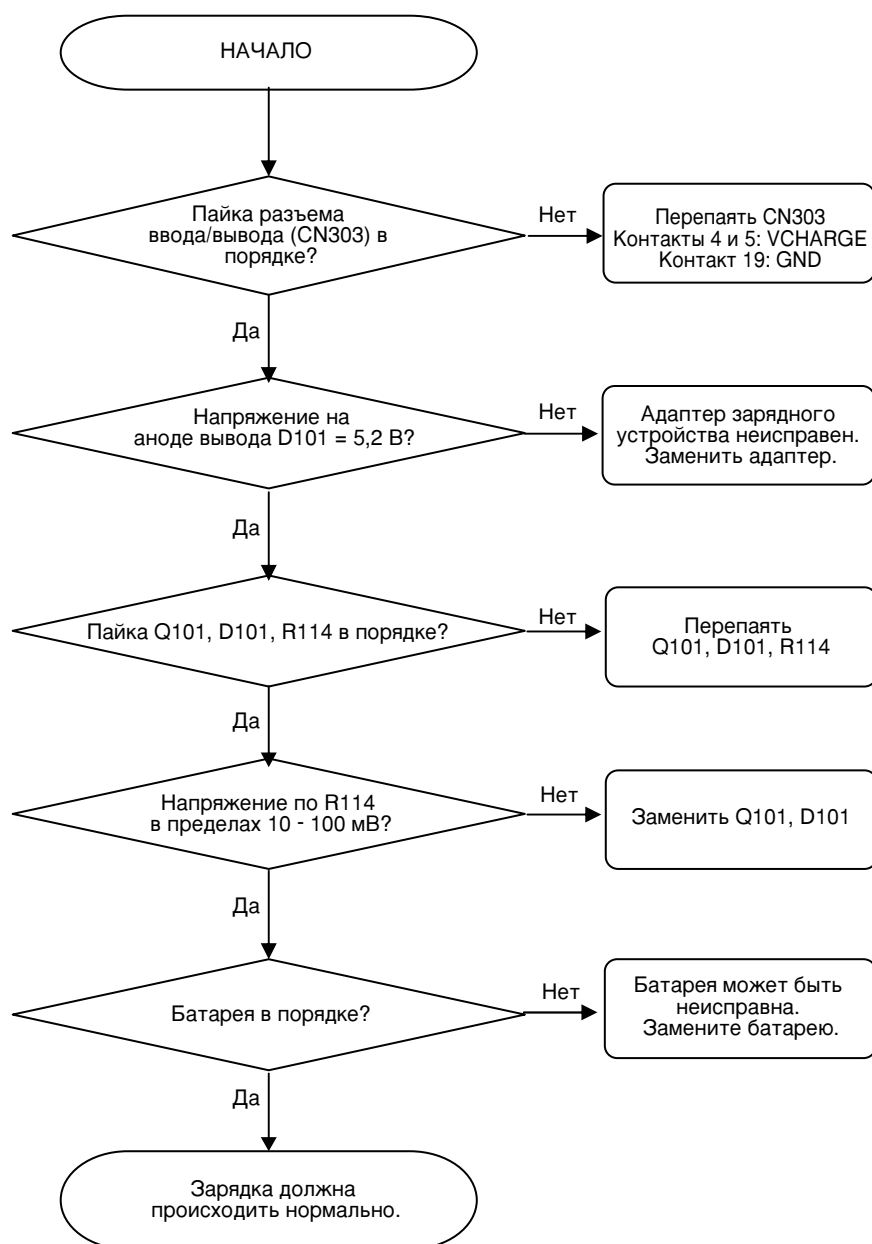 НАЧАЛО
Пайка разъема
ввода/вывода (CN303) в
порядке?
Нет
Перепаять CN303
Контакты 4 и 5: VCHARGE
Контакт 19: GND
Да
Напряжение на
аноде вывода D101 = 5,2 В?
Нет
Адаптер зарядного
устройства неисправен.
Заменить адаптер.
Да
Пайка Q101, D101, R114 в порядке?
Нет
Перепаять
Q101, D101, R114
Да
Напряжение по R114
в пределах 10 - 100 мВ?
Нет
Заменить Q101, D101
Да
Батарея в порядке?
Нет
Батарея может быть
неисправна.
Замените батарею.
Да
Зарядка должна
происходить нормально.